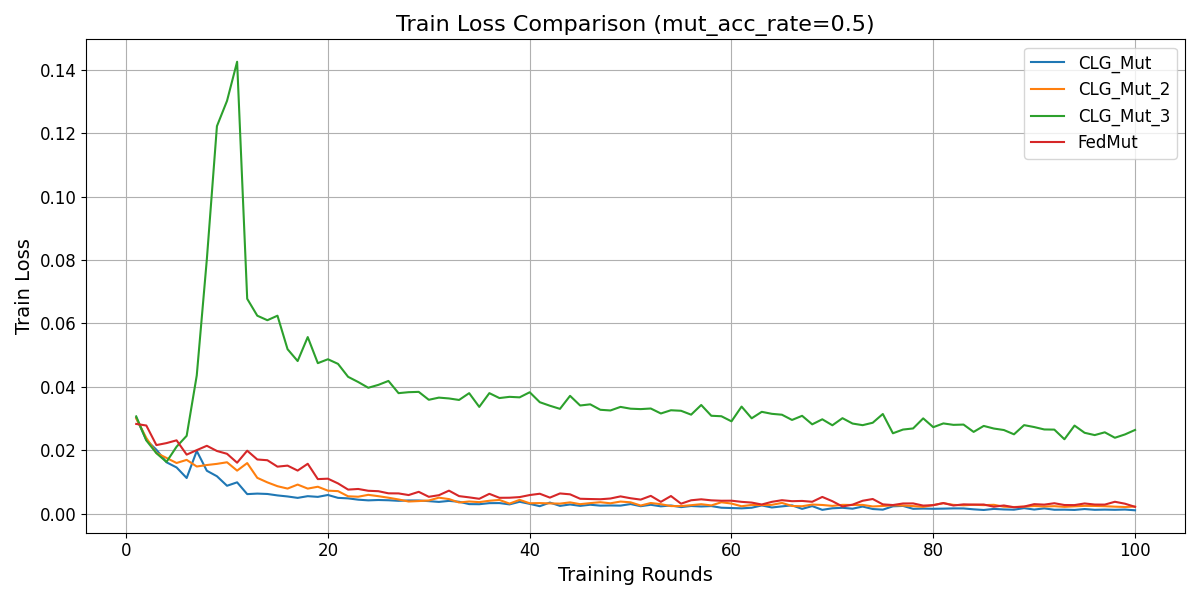 Train Loss Comparison (mut_acc_rate=0.5)
CLG_Mut
CLG_Mut_2
CLG_Mut_3
FedMut
Train Loss
0.14
0.12
0.10
0.08
0.06
0.04
0.02
0.00
0
20
40
60
80
100
Training Rounds